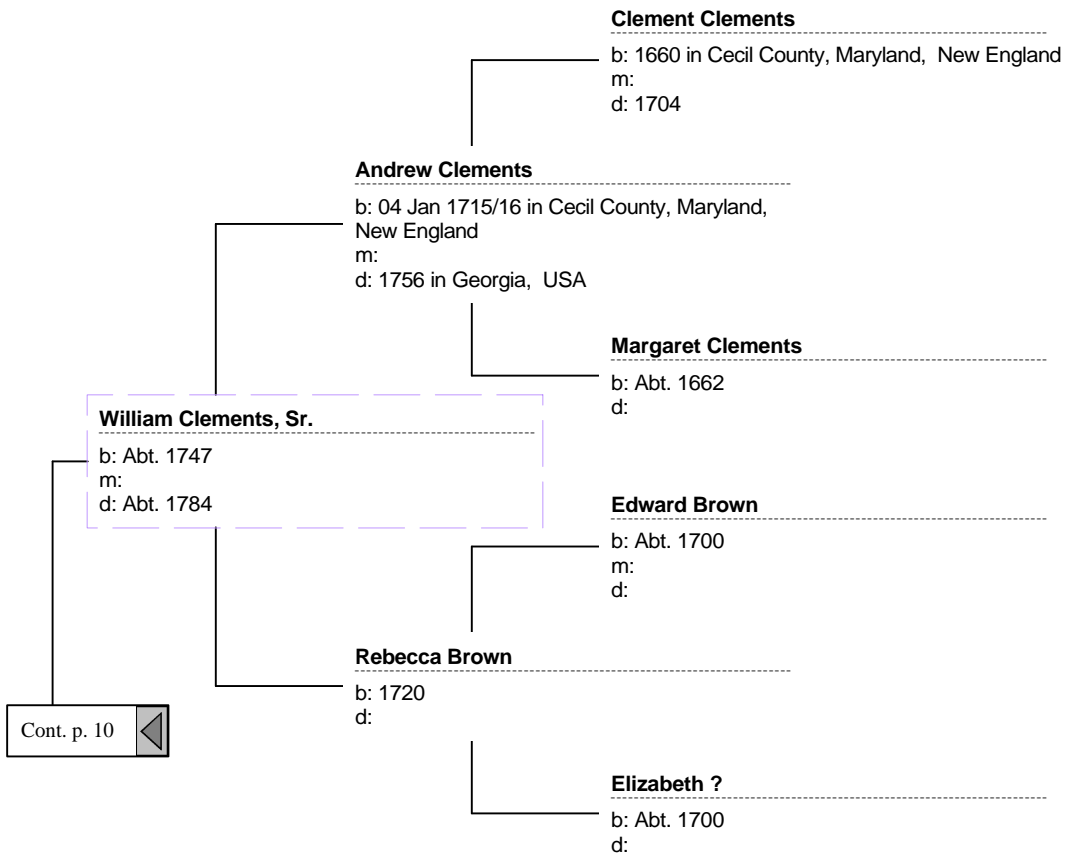 Clement Clements
b: 1660 in Cecil County, Maryland, New England
m:
d: 1704
Andrew Clements
b: 04 Jan 1715/16 in Cecil County, Maryland,
New England
m:
d: 1756 in Georgia, USA
Margaret Clements
b: Abt. 1662
d:
William Clements, Sr.
b: Abt. 1747
m:
d: Abt. 1784
Edward Brown
b: Abt. 1700
m:
d:
Rebecca Brown
b: 1720
d:
Cont. p. 10
Elizabeth ?
b: Abt. 1700
d: